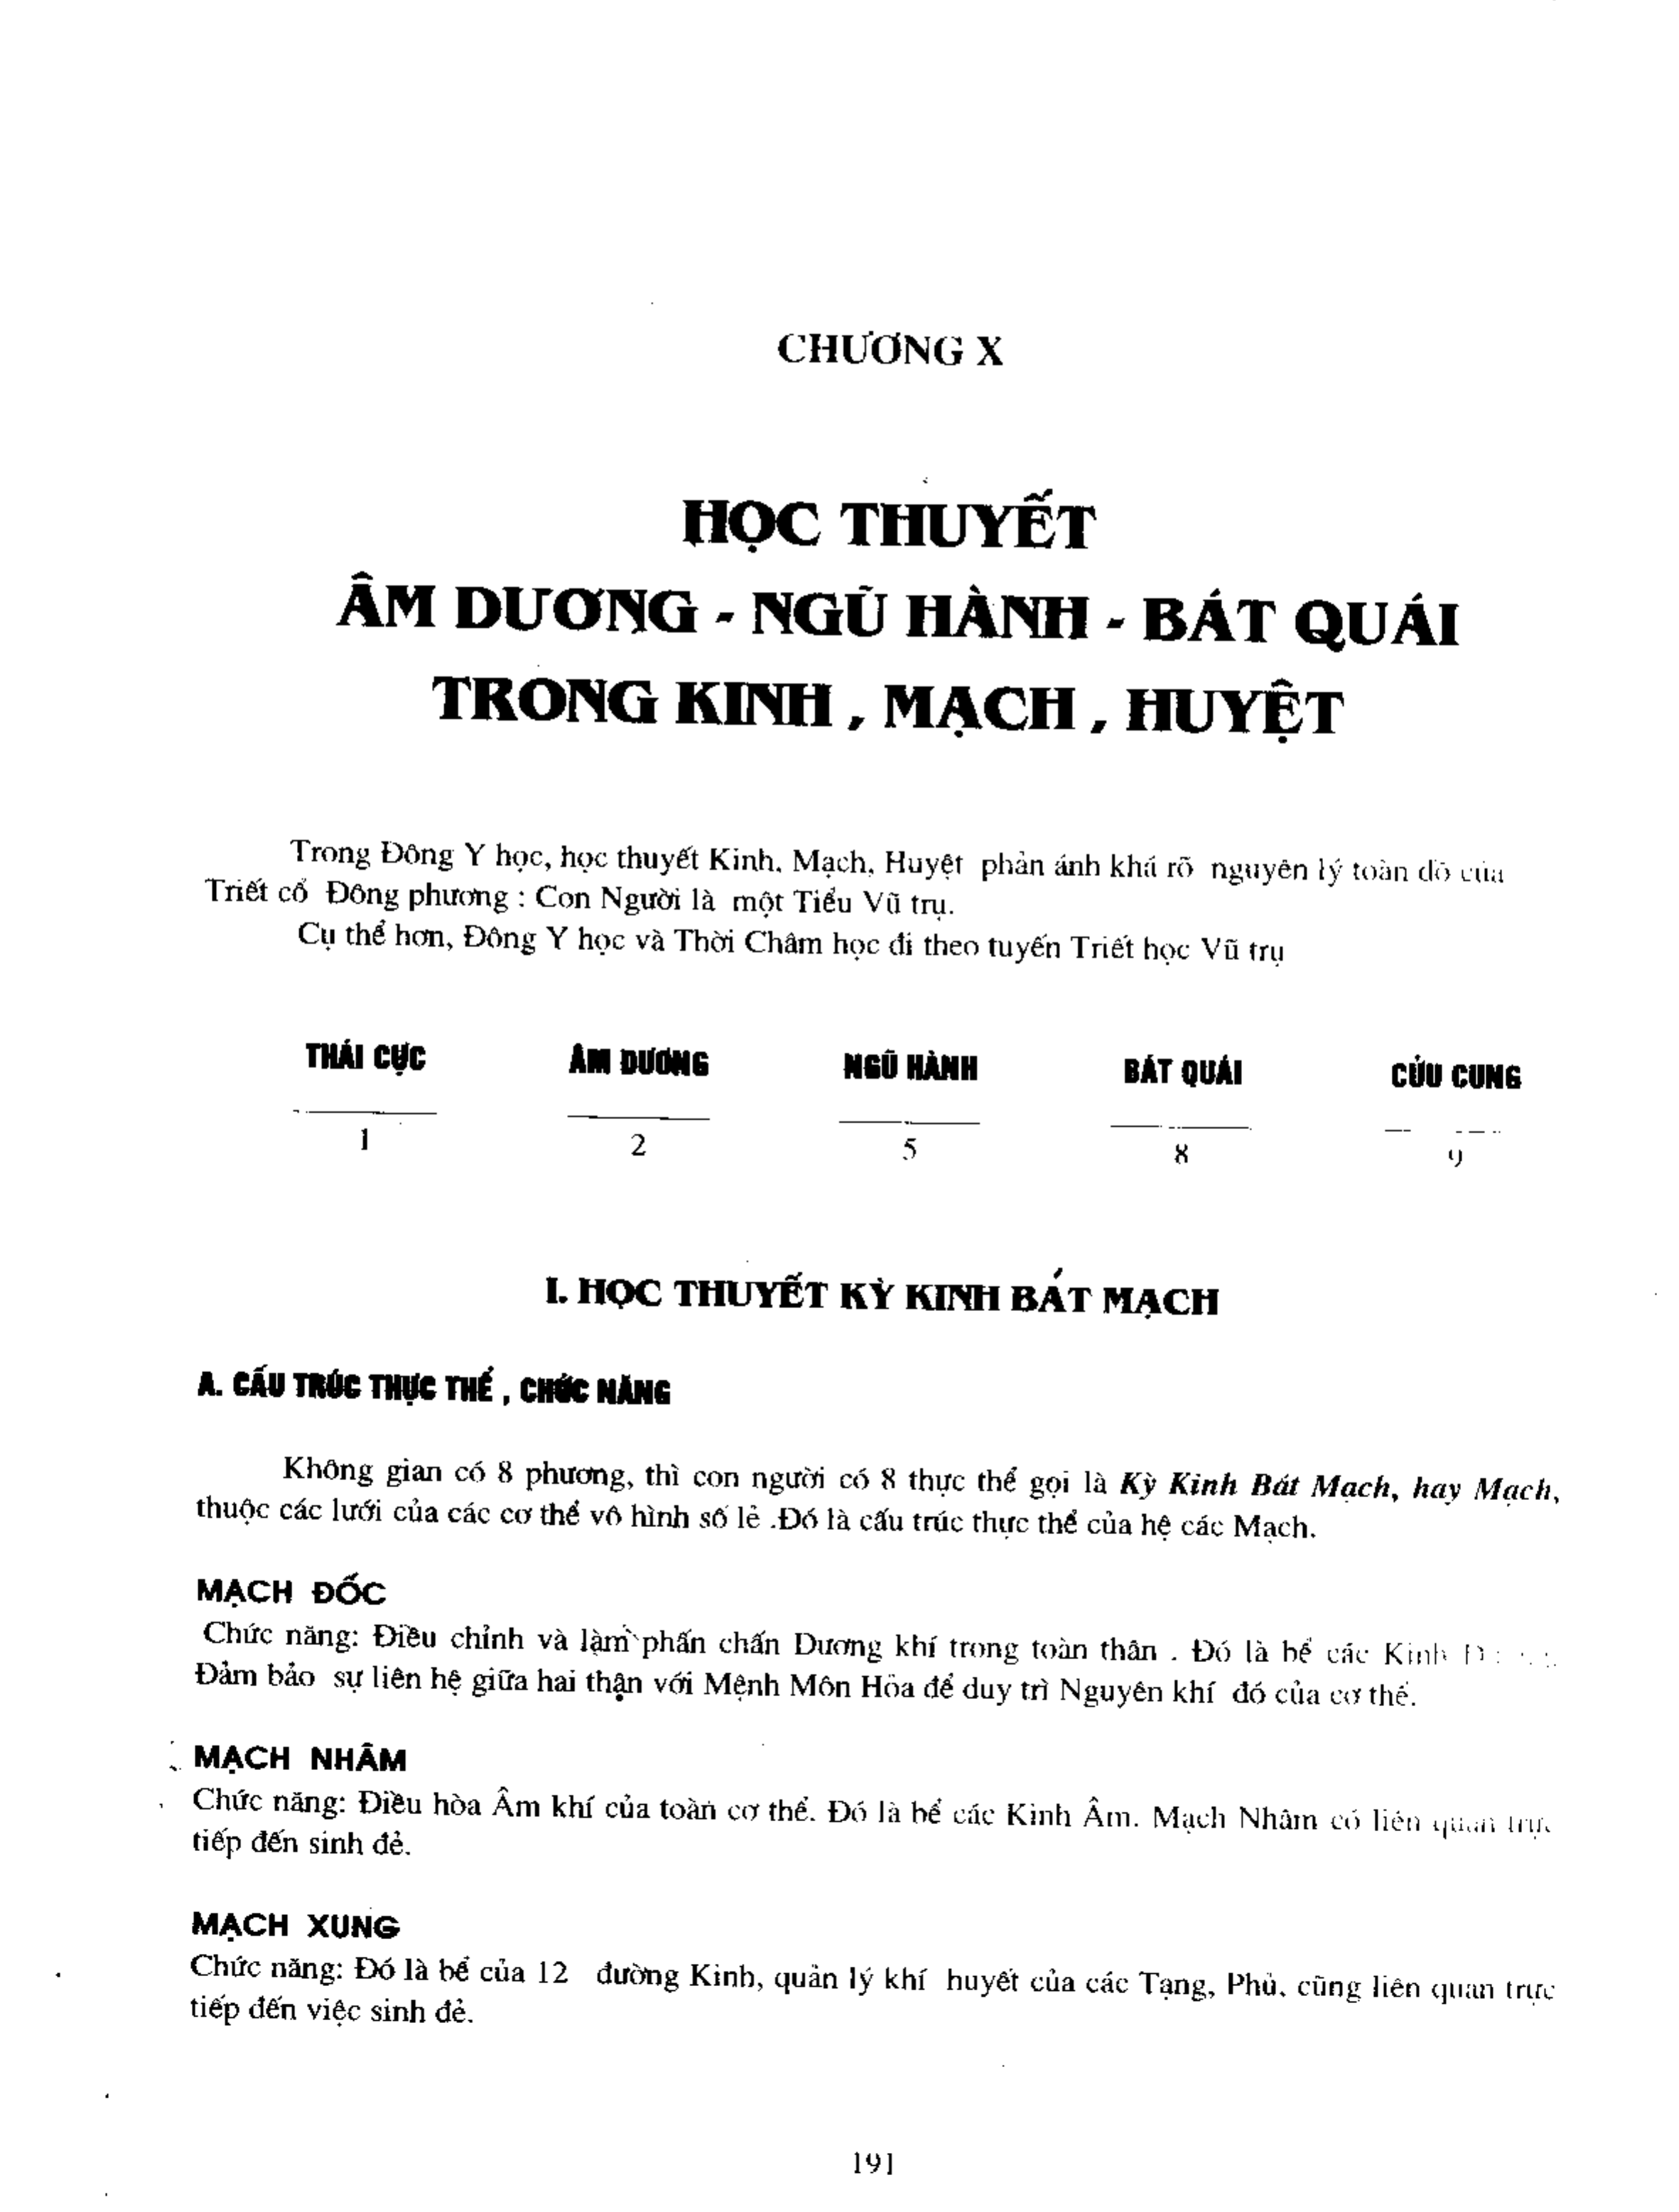 CHƯƠNG X
HỌC THUYẾT
ÂM DƯƠNG - NGŨ HÀNH - BÁT QUÁI
TRONG KINH , MẠCH , HUYỆT
Trong Đông Y học, học thuyết Kinh, Mạch, Huyệt phản ánh khá rõ nguyên lý toàn đồ của
Triết cổ Đông phương : Con Người là một Tiểu Vũ trụ.
Cụ thể hơn, Đông Y học và Thời Châm học đi theo tuyến Triết học Vũ trụ
THÁI CỰC ÂM DƯƠNG NGŨ HÀNH BÁT QUÁI CỬU CUNG
1 2 5 8 9
I. HỌC THUYẾT KỲ KINH BÁT MẠCH
A. CẤU TRÚC THỰC THỂ , CHỨC NĂNG
Không gian có 8 phương, thì con người có 8 thực thể gọi là Kỳ Kinh Bát Mạch, hay Mạch,
thuộc các lưới của các cơ thể vô hình số lẻ .Đó là cấu trúc thực thể của hệ các Mạch.
MẠCH ĐỐC
Chức năng: Điều chỉnh và làm phấn chấn Dương khí trong toàn thân . Đó là bể các Kinh
Đảm bảo sự liên hệ giữa hai thận với Mệnh Môn Hỏa để duy trì Nguyên khí đó của cơ thể.
MẠCH NHÂM
Chức năng: Điều hòa Âm khí của toàn cơ thể. Đó là bể các Kinh Âm. Mạch Nhâm có liên quan trực
tiếp đến sinh đẻ.
MẠCH XUNG
Chức năng: Đó là bể của 12 đường Kinh, quản lý khí huyết của các Tạng, Phủ, cũng liên quan trực
tiếp đến việc sinh đẻ.
191